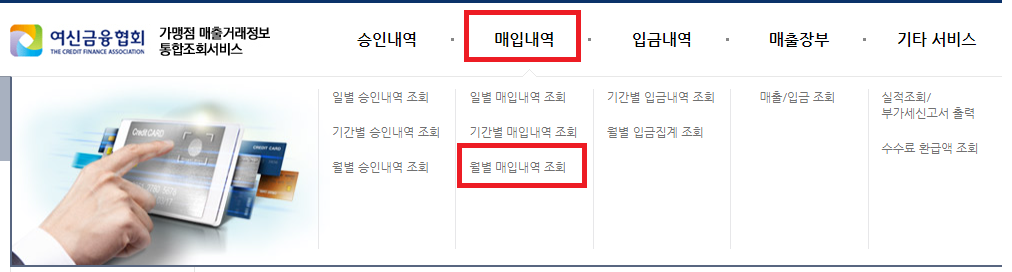 여신금융협회
THE CREDIT FINANCE ASSOCIATION
가맹점 매출거래정보
통합조회서비스
승인내역
매입내역
입금내역
매출장부
기타 서비스
일별 승인내역 조회
기간별 승인내역 조회
월별 승인내역 조회
일별 매입내역 조회
기간별 매입내역 조회
월별 매입내역 조회
기간별 입금내역 조회
월별 입금집계 조회
매출/입금 조회
실적조회/
부가세신고서 출력
수수료 환급액 조회
Credit CARD
CREDIT CARD